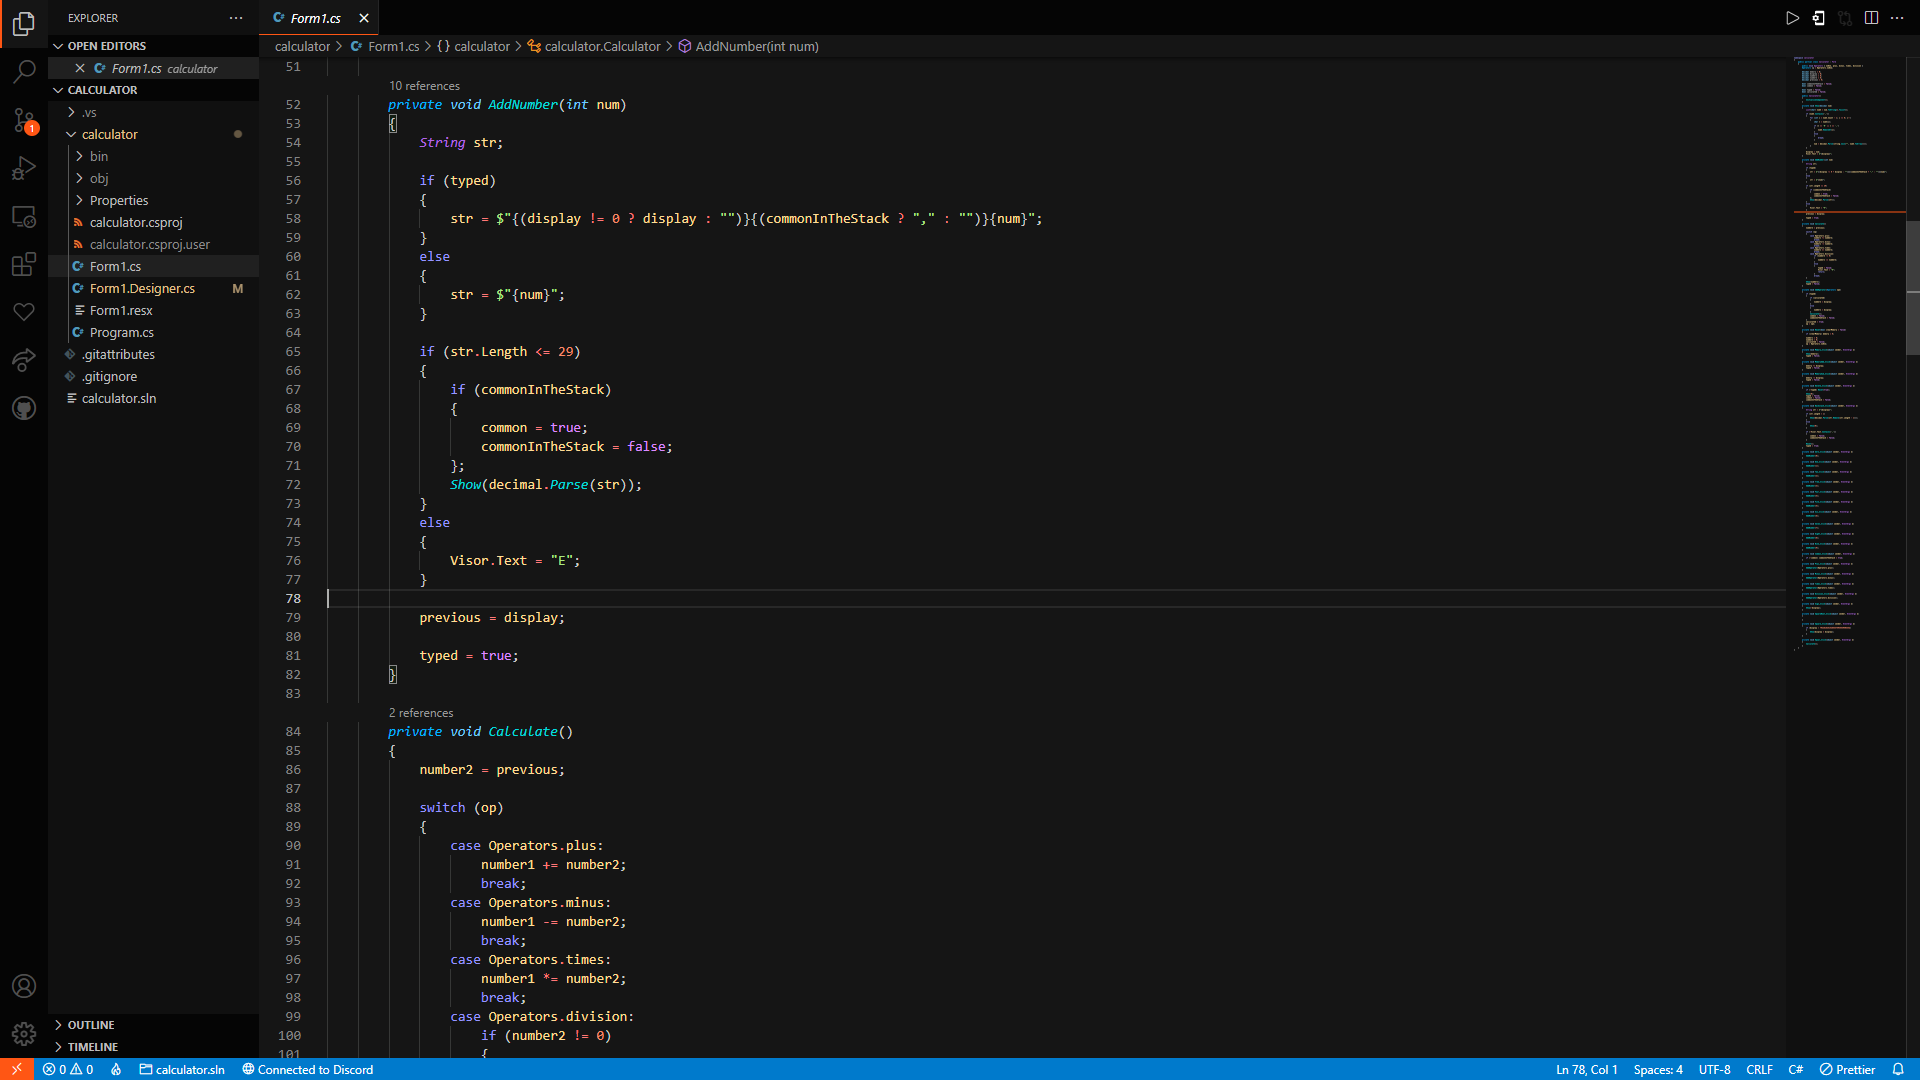 EXPLORER
OPEN EDITORS
Form1.cs calculator
CALCULATOR
.vs
calculator
bin
obj
Properties
calculator.csproj
calculator.csproj.user
Form1.cs
Form1.Designer.cs M
Form1.resx
Program.cs
.gitattributes
.gitignore
calculator.sln
1
OUTLINE
TIMELINE
Form1.cs
calculator > Form1.cs > {} calculator > calculator.Calculator > AddNumber(int num)
51
10 references
52 private void AddNumber(int num)
53 {
54 String str;
55
56 if (typed)
57 {
58 str = $"{(display != 0 ? display : "")}{(commonInTheStack ? "," : "")}{num}";
59 }
60 else
61 {
62 str = $"{num}";
63 }
64
65 if (str.Length <= 29)
66 {
67 if (commonInTheStack)
68 {
69 common = true;
70 commonInTheStack = false;
71 };
72 Show(decimal.Parse(str));
73 }
74 else
75 {
76 Visor.Text = "E";
77 }
78
79 previous = display;
80
81 typed = true;
82 }
83
2 references
84 private void Calculate()
85 {
86 number2 = previous;
87
88 switch (op)
89 {
90 case Operators.plus:
91 number1 += number2;
92 break;
93 case Operators.minus:
94 number1 -= number2;
95 break;
96 case Operators.times:
97 number1 *= number2;
98 break;
99 case Operators.division:
100 if (number2 != 0)
101 {
0 0 calculator.sln Connected to Discord Ln 78, Col 1 Spaces: 4 UTF-8 CRLF C# Prettier